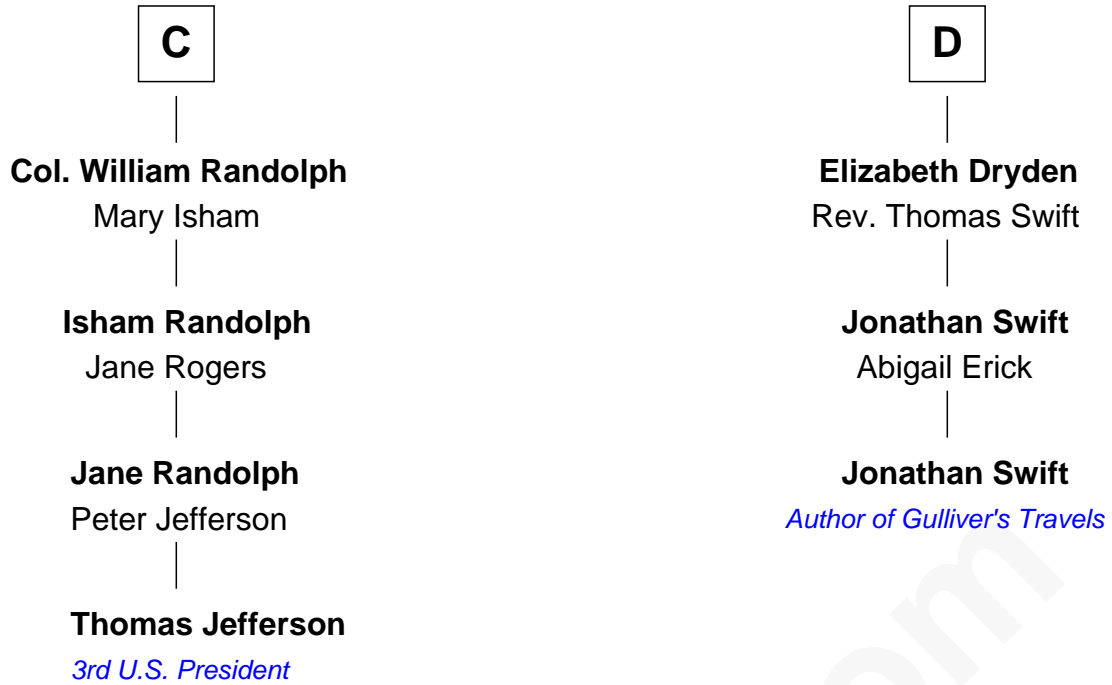 C
Col. William Randolph
Mary Isham
Isham Randolph
Jane Rogers
Jane Randolph
Peter Jefferson
Thomas Jefferson
3rd U.S. President
D
Elizabeth Dryden
Rev. Thomas Swift
Jonathan Swift
Abigail Erick
Jonathan Swift
Author of Gulliver's Travels